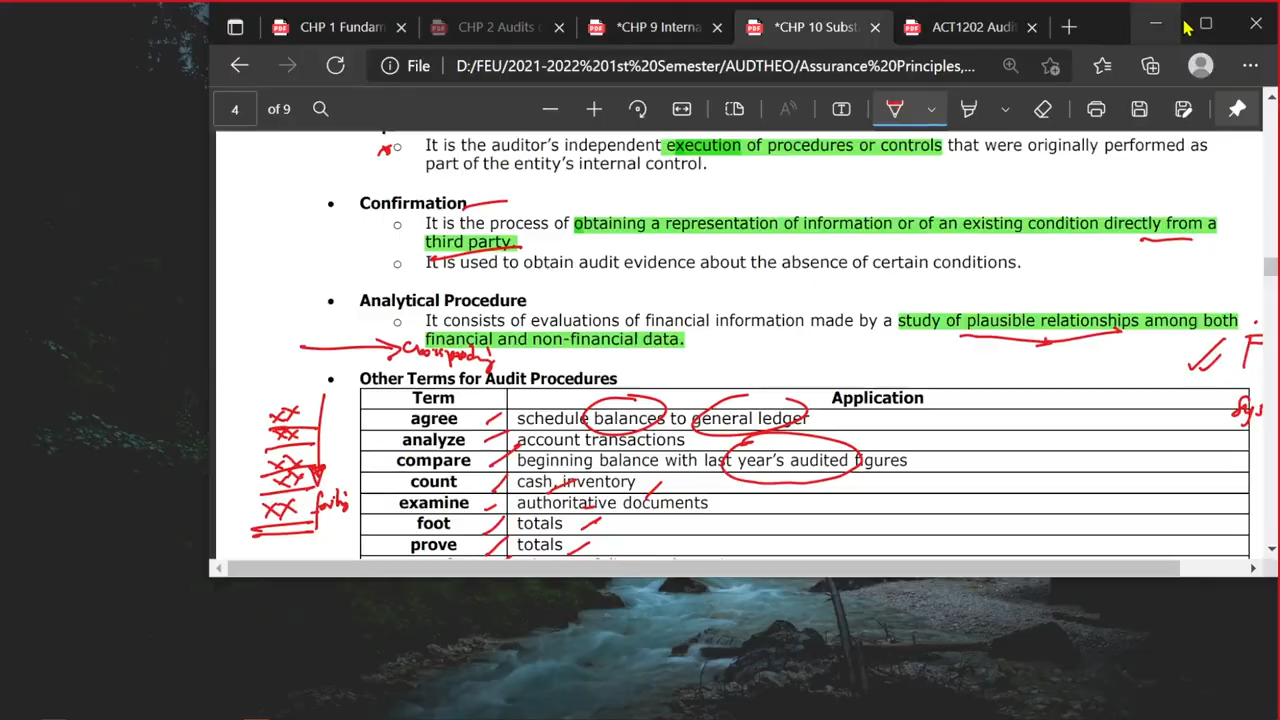 CHP 1 Fundam
CHP 2 Audits o
*CHP 9 Interna
*CHP 10 Subst
ACT1202 Audit
File
D:/FEU/2021-2022%201st%20Semester/AUDTHEO/Assurance%20Principles,...
4 of 9
It is the auditor's independent execution of procedures or controls that were originally performed as
part of the entity's internal control.
Confirmation
It is the process of obtaining a representation of information or of an existing condition directly from a
third party.
It is used to obtain audit evidence about the absence of certain conditions.
Analytical Procedure
It consists of evaluations of financial information made by a study of plausible relationships among both
financial and non-financial data.
Other Terms for Audit Procedures
Term Application
agree schedule balances to general ledger
analyze account transactions
compare beginning balance with last year's audited figures
count cash, inventory
examine authoritative documents
foot totals
prove totals
xx
xx
xx
xx
xx